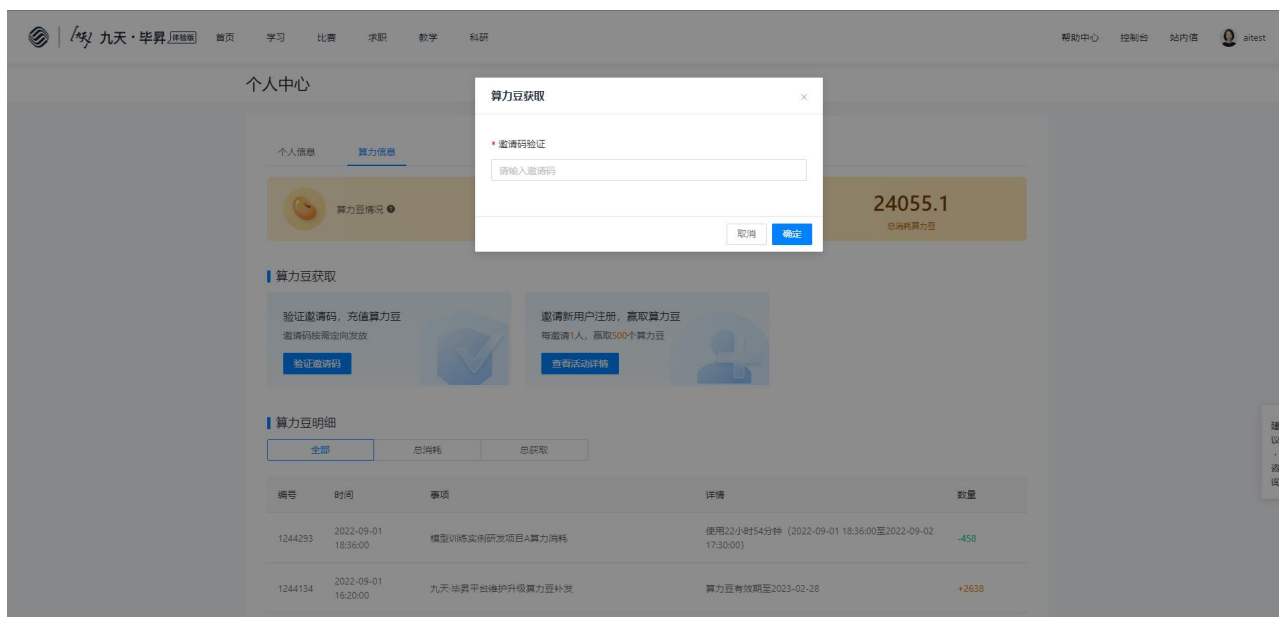 九天·毕昇 体验版 首页 学习 比赛 求职 教学 科研 帮助中心 控制台 站内信 aitest
个人中心
算力豆获取 ×
* 邀请码验证
请输入邀请码
取消 确定
个人信息 算力信息
算力豆情况
24055.1
总消耗算力豆
算力豆获取
验证邀请码，充值算力豆
邀请码按需定向发放
验证邀请码
邀请新用户注册，赢取算力豆
每邀请1人，赢取500个算力豆
查看活动详情
算力豆明细
全部 总消耗 总获取
编号 时间 事项 详情 数量
1244293 2022-09-01 18:36:00 模型训练实例研发项目A算力消耗 使用22小时54分钟（2022-09-01 18:36:00至2022-09-02 17:30:00） -458
1244134 2022-09-01 16:20:00 九天·毕昇平台维护升级算力豆补发 算力豆有效期至2023-02-28 +2638
建
议
·
咨
询